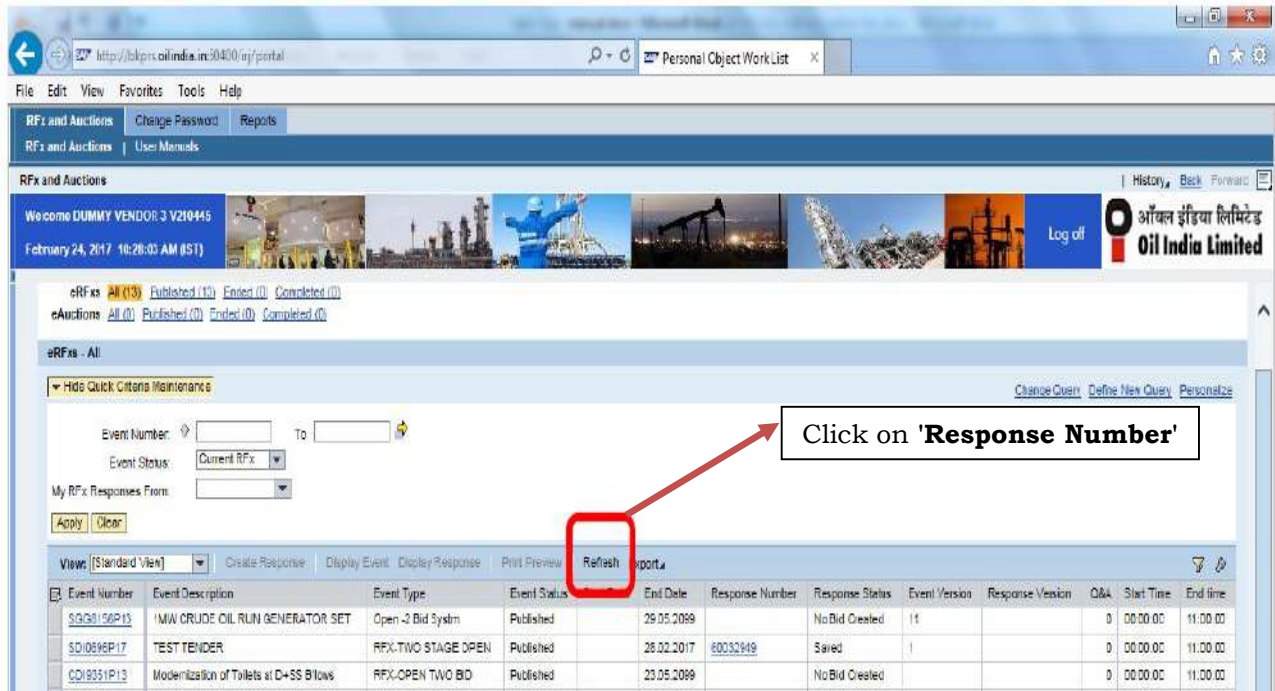 http://bkprs.oilindia.in:50400/irj/portal
Personal Object Work List
File Edit View Favorites Tools Help
RFx and Auctions Change Password Reports
RFx and Auctions | User Manuals
RFx and Auctions
History Back Forward
Welcome DUMMY VENDOR 3 V210445
February 24, 2017 10:28:03 AM (IST)
Log off
ऑयल इंडिया लिमिटेड
Oil India Limited
eRFxs All (13) Published (13) Ended (0) Completed (0)
eAuctions All (0) Published (0) Ended (0) Completed (0)
eRFxs - All
Hide Quick Criteria Maintenance
Change Query Define New Query Personalize
Click on 'Response Number'
Event Number: To
Event Status: Current RFx
My RFx Responses From:
Apply Clear
View: [Standard View] Create Response Display Event Display Response Print Preview Refresh xport
Event Number Event Description Event Type Event Status End Date Response Number Response Status Event Version Response Version Q&A Start Time End time
SGG8156P13 1MW CRUDE OIL RUN GENERATOR SET Open -2 Bid Systm Published 29.05.2099 No Bid Created 11 0 00:00:00 11:00:00
SDI0896P17 TEST TENDER RFX-TWO STAGE OPEN Published 28.02.2017 60032949 Saved 1 0 00:00:00 11:00:00
CDI9351P13 Modernization of Toilets at D+SS B'lows RFX-OPEN TWO BID Published 23.05.2099 No Bid Created 0 00:00:00 11:00:00